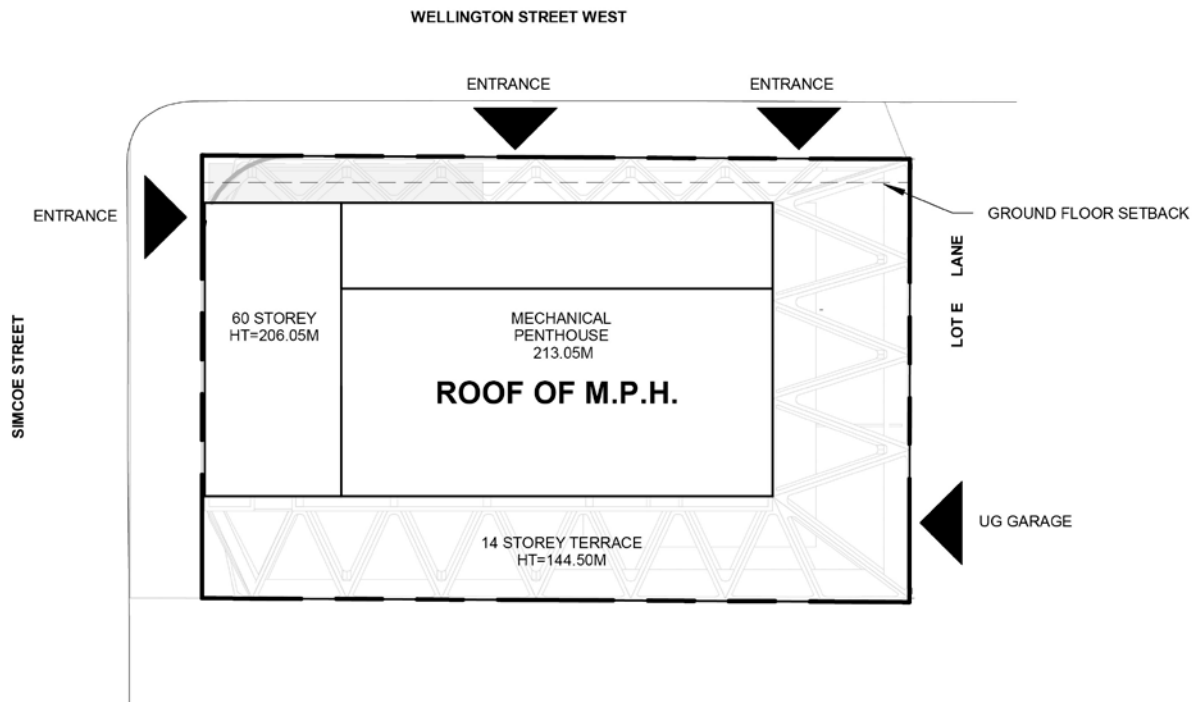 WELLINGTON STREET WEST
ENTRANCE
ENTRANCE
ENTRANCE
GROUND FLOOR SETBACK
LOT E LANE
SIMCOE STREET
60 STOREY
HT=206.05M
MECHANICAL
PENTHOUSE
213.05M
ROOF OF M.P.H.
UG GARAGE
14 STOREY TERRACE
HT=144.50M